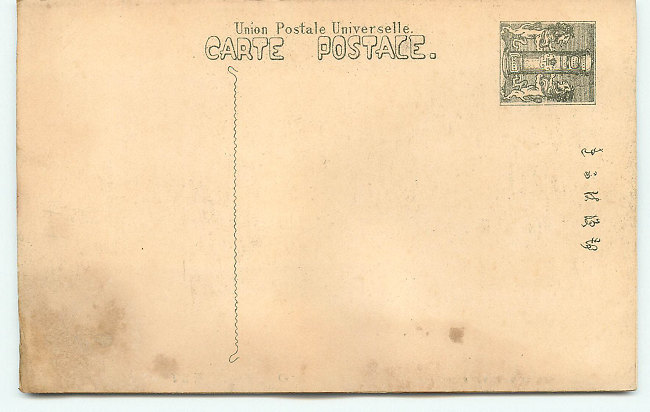 Union Postale Universelle.
CARTE POSTALE.